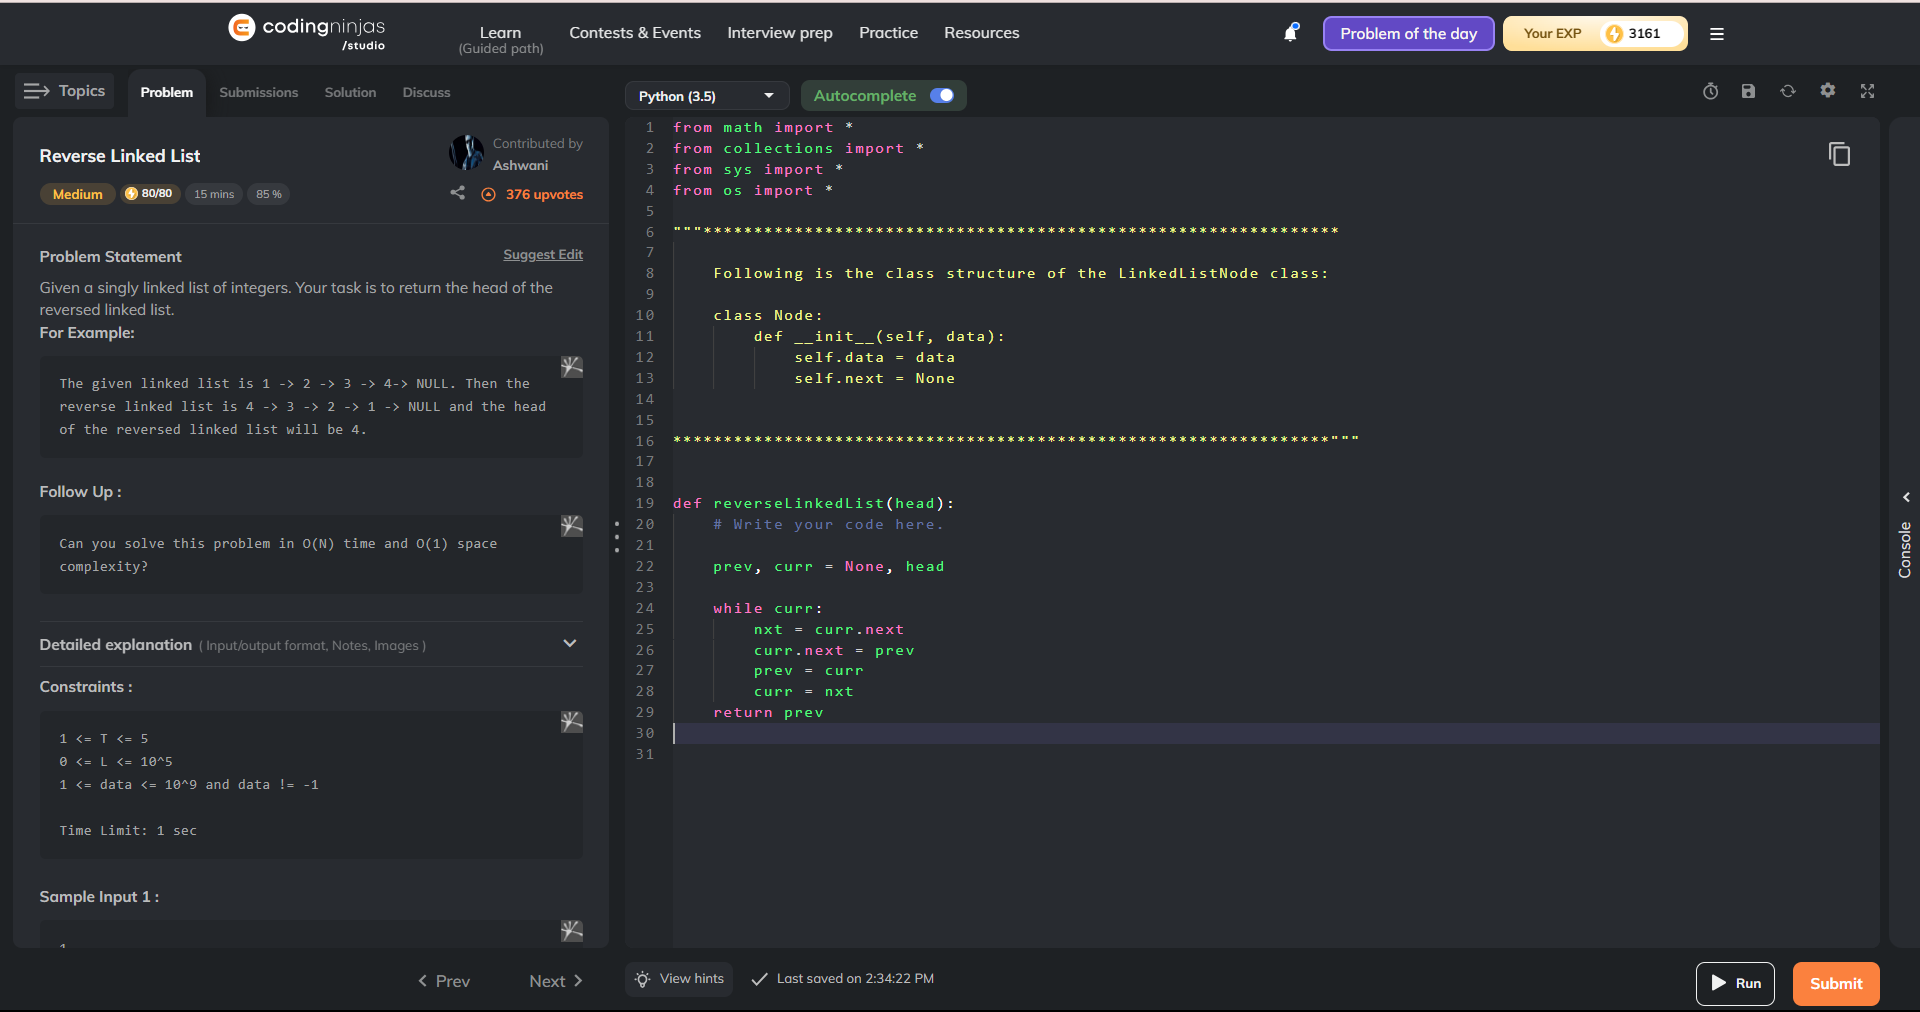 codingninjas
/studio
Learn
(Guided path)
Contests & Events
Interview prep
Practice
Resources
Problem of the day
Your EXP
3161
Topics
Problem
Submissions
Solution
Discuss
Reverse Linked List
Contributed by
Ashwani
Medium
80/80
15 mins
85 %
376 upvotes
Problem Statement
Suggest Edit
Given a singly linked list of integers. Your task is to return the head of the
reversed linked list.
For Example:
The given linked list is 1 -> 2 -> 3 -> 4-> NULL. Then the
reverse linked list is 4 -> 3 -> 2 -> 1 -> NULL and the head
of the reversed linked list will be 4.
Follow Up :
Can you solve this problem in O(N) time and O(1) space
complexity?
Detailed explanation ( Input/output format, Notes, Images )
Constraints :
1 <= T <= 5
0 <= L <= 10^5
1 <= data <= 10^9 and data != -1
Time Limit: 1 sec
Sample Input 1 :
Prev
Next
Python (3.5)
Autocomplete
1 from math import *
2 from collections import *
3 from sys import *
4 from os import *
5
6 """***************************************************************
7
8 Following is the class structure of the LinkedListNode class:
9
10 class Node:
11 def __init__(self, data):
12 self.data = data
13 self.next = None
14
15
16 *****************************************************************"""
17
18
19 def reverseLinkedList(head):
20 # Write your code here.
21
22 prev, curr = None, head
23
24 while curr:
25 nxt = curr.next
26 curr.next = prev
27 prev = curr
28 curr = nxt
29 return prev
30
31
Console
View hints
Last saved on 2:34:22 PM
Run
Submit